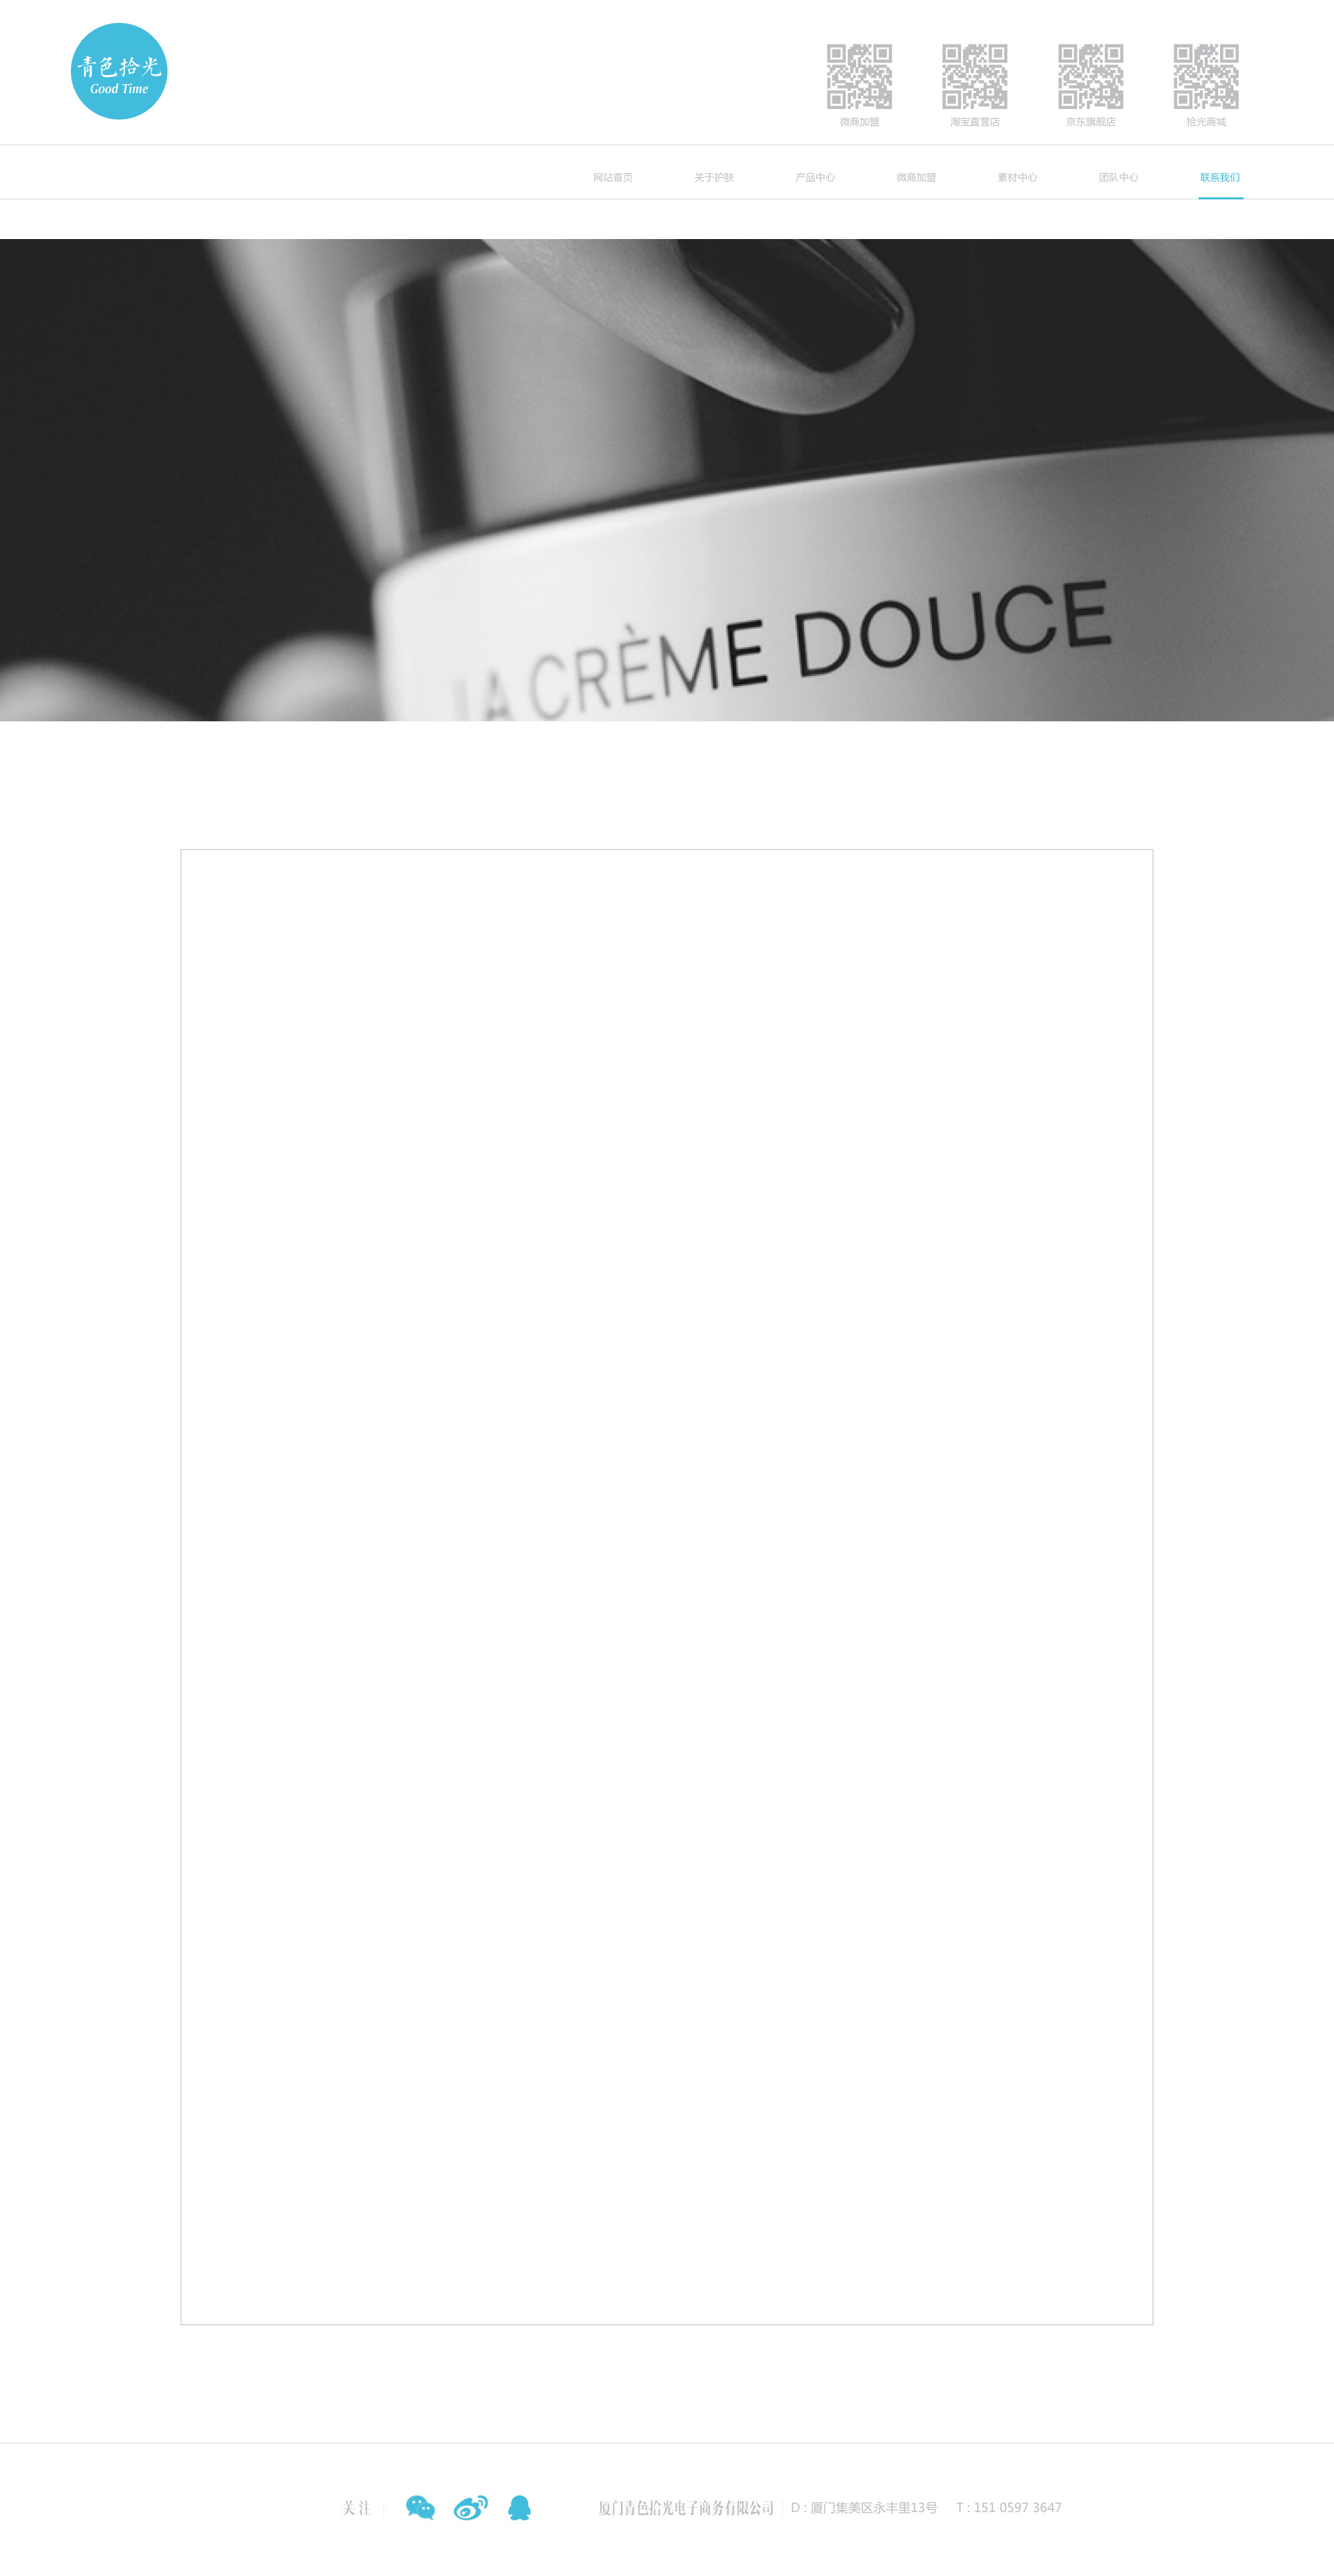 青色拾光
Good Time
微商加盟
淘宝直营店
京东旗舰店
拾光商城
网站首页
关于护肤
产品中心
微商加盟
素材中心
团队中心
联系我们
LA CRÈME DOUCE
关注
厦门青色拾光电子商务有限公司
D : 厦门集美区永丰里13号 T : 151 0597 3647